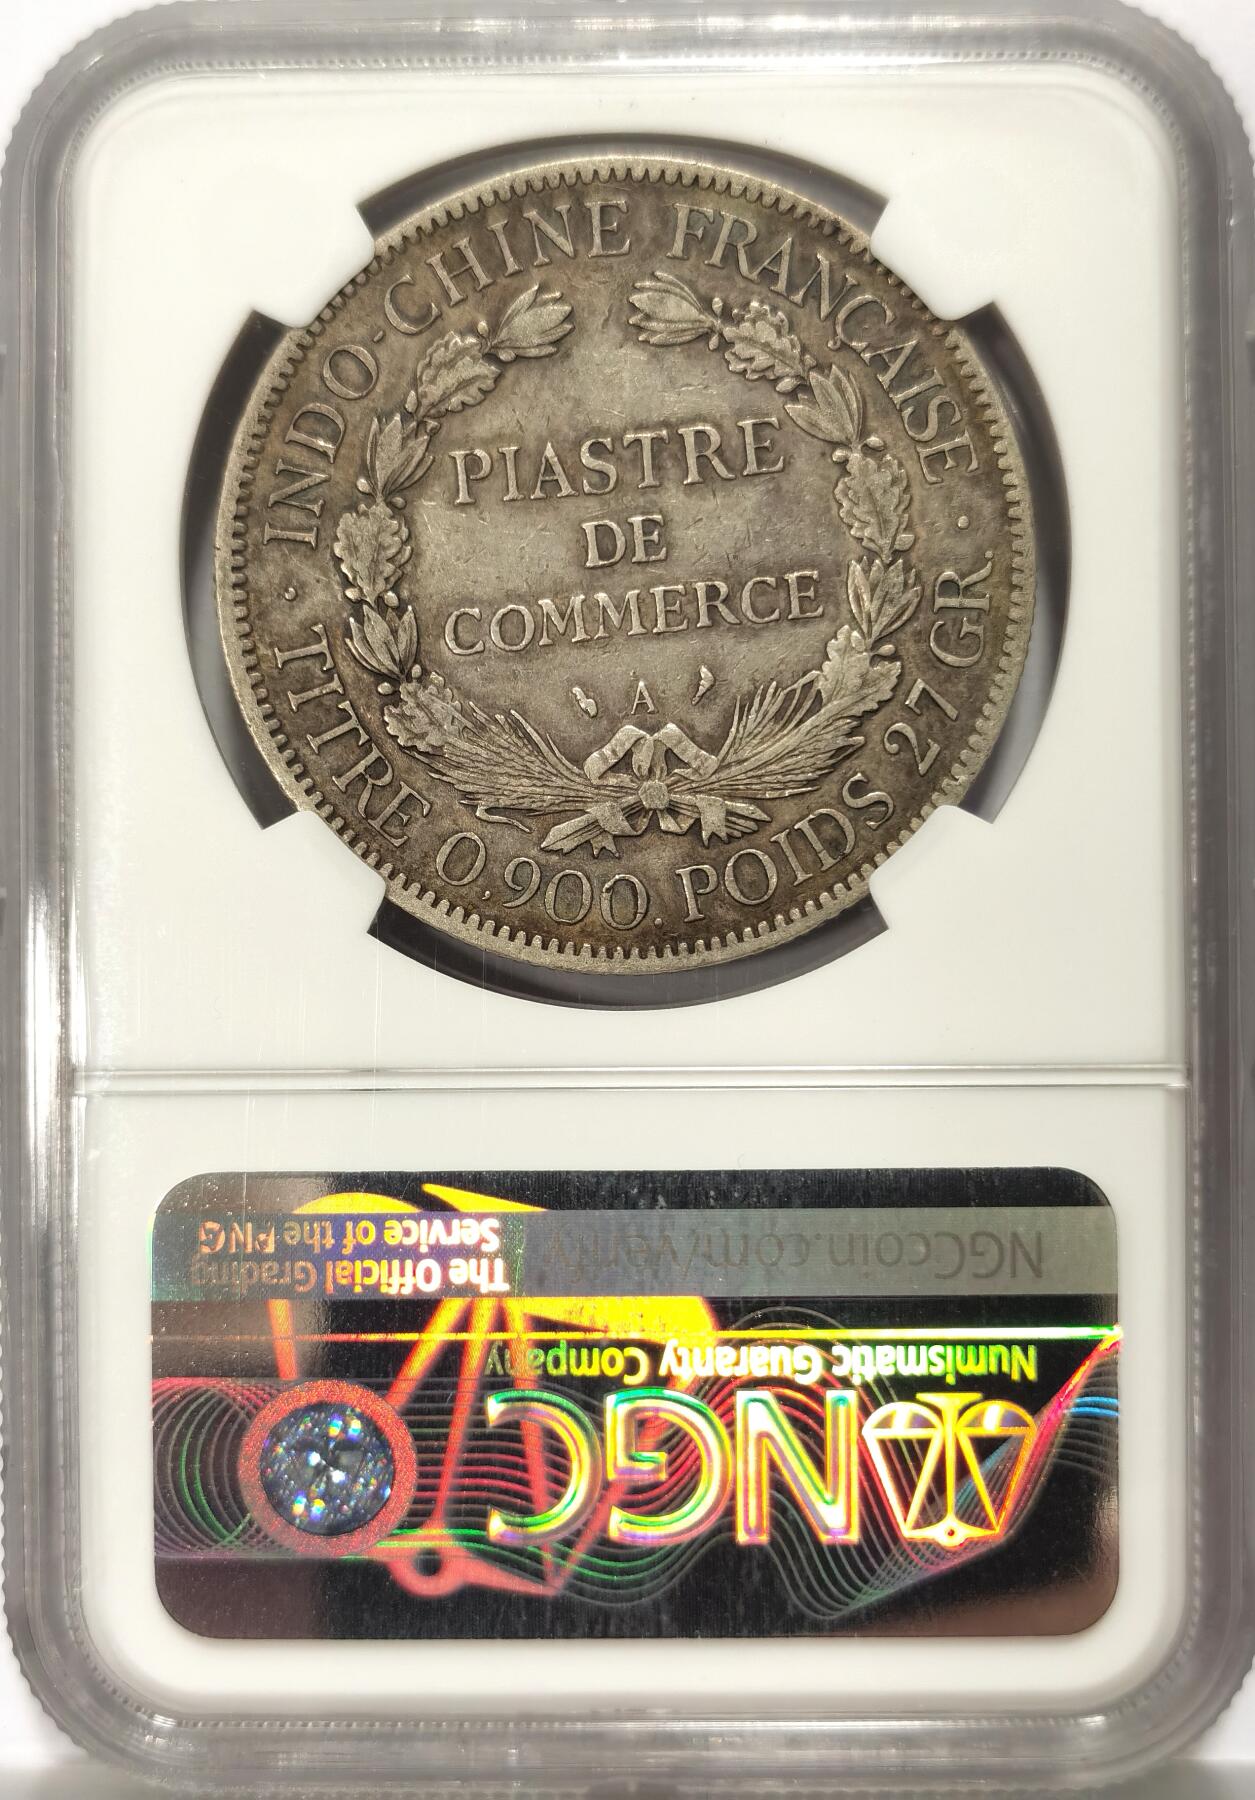 INDO-CHINE FRANÇAISE
PIASTRE
DE
COMMERCE
A
· TITRE 0,900. POIDS 27 GR. ·
NGC
Numismatic Guaranty Company
NGCcoin.com/verify
The Official Grading
Service of the PNG